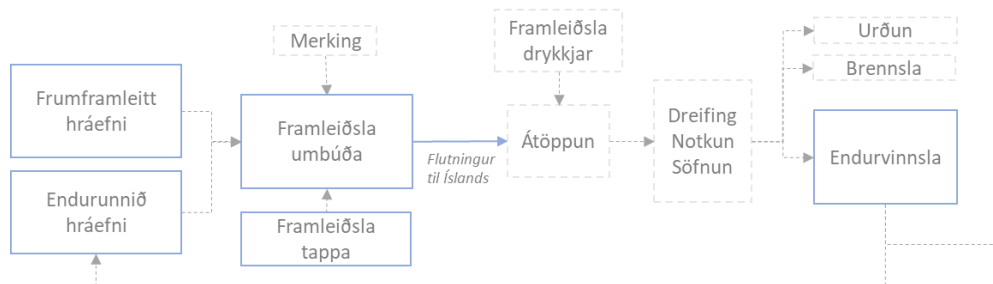 Merking
Framleiðsla
drykkjar
Urðun
Brennsla
Frumframleitt
hráefni
Framleiðsla
umbúða
Flutningur
til Íslands
Átöppun
Dreifing
Notkun
Söfnun
Endurvinnsla
Endurunnið
hráefni
Framleiðsla
tappa